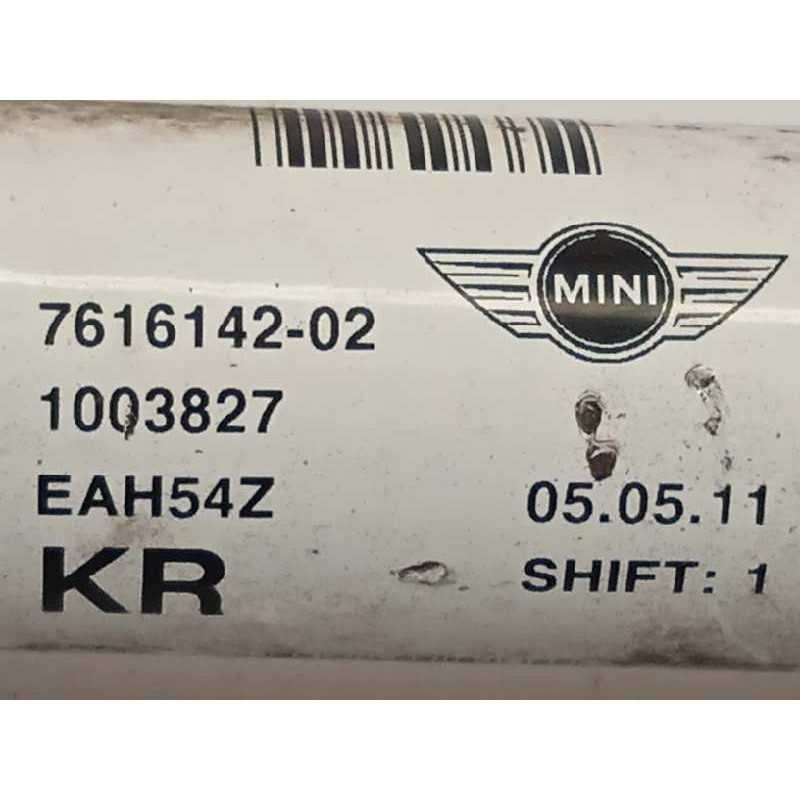 MINI
7616142-02
1003827
EAH54Z
05.05.11
KR
SHIFT: 1